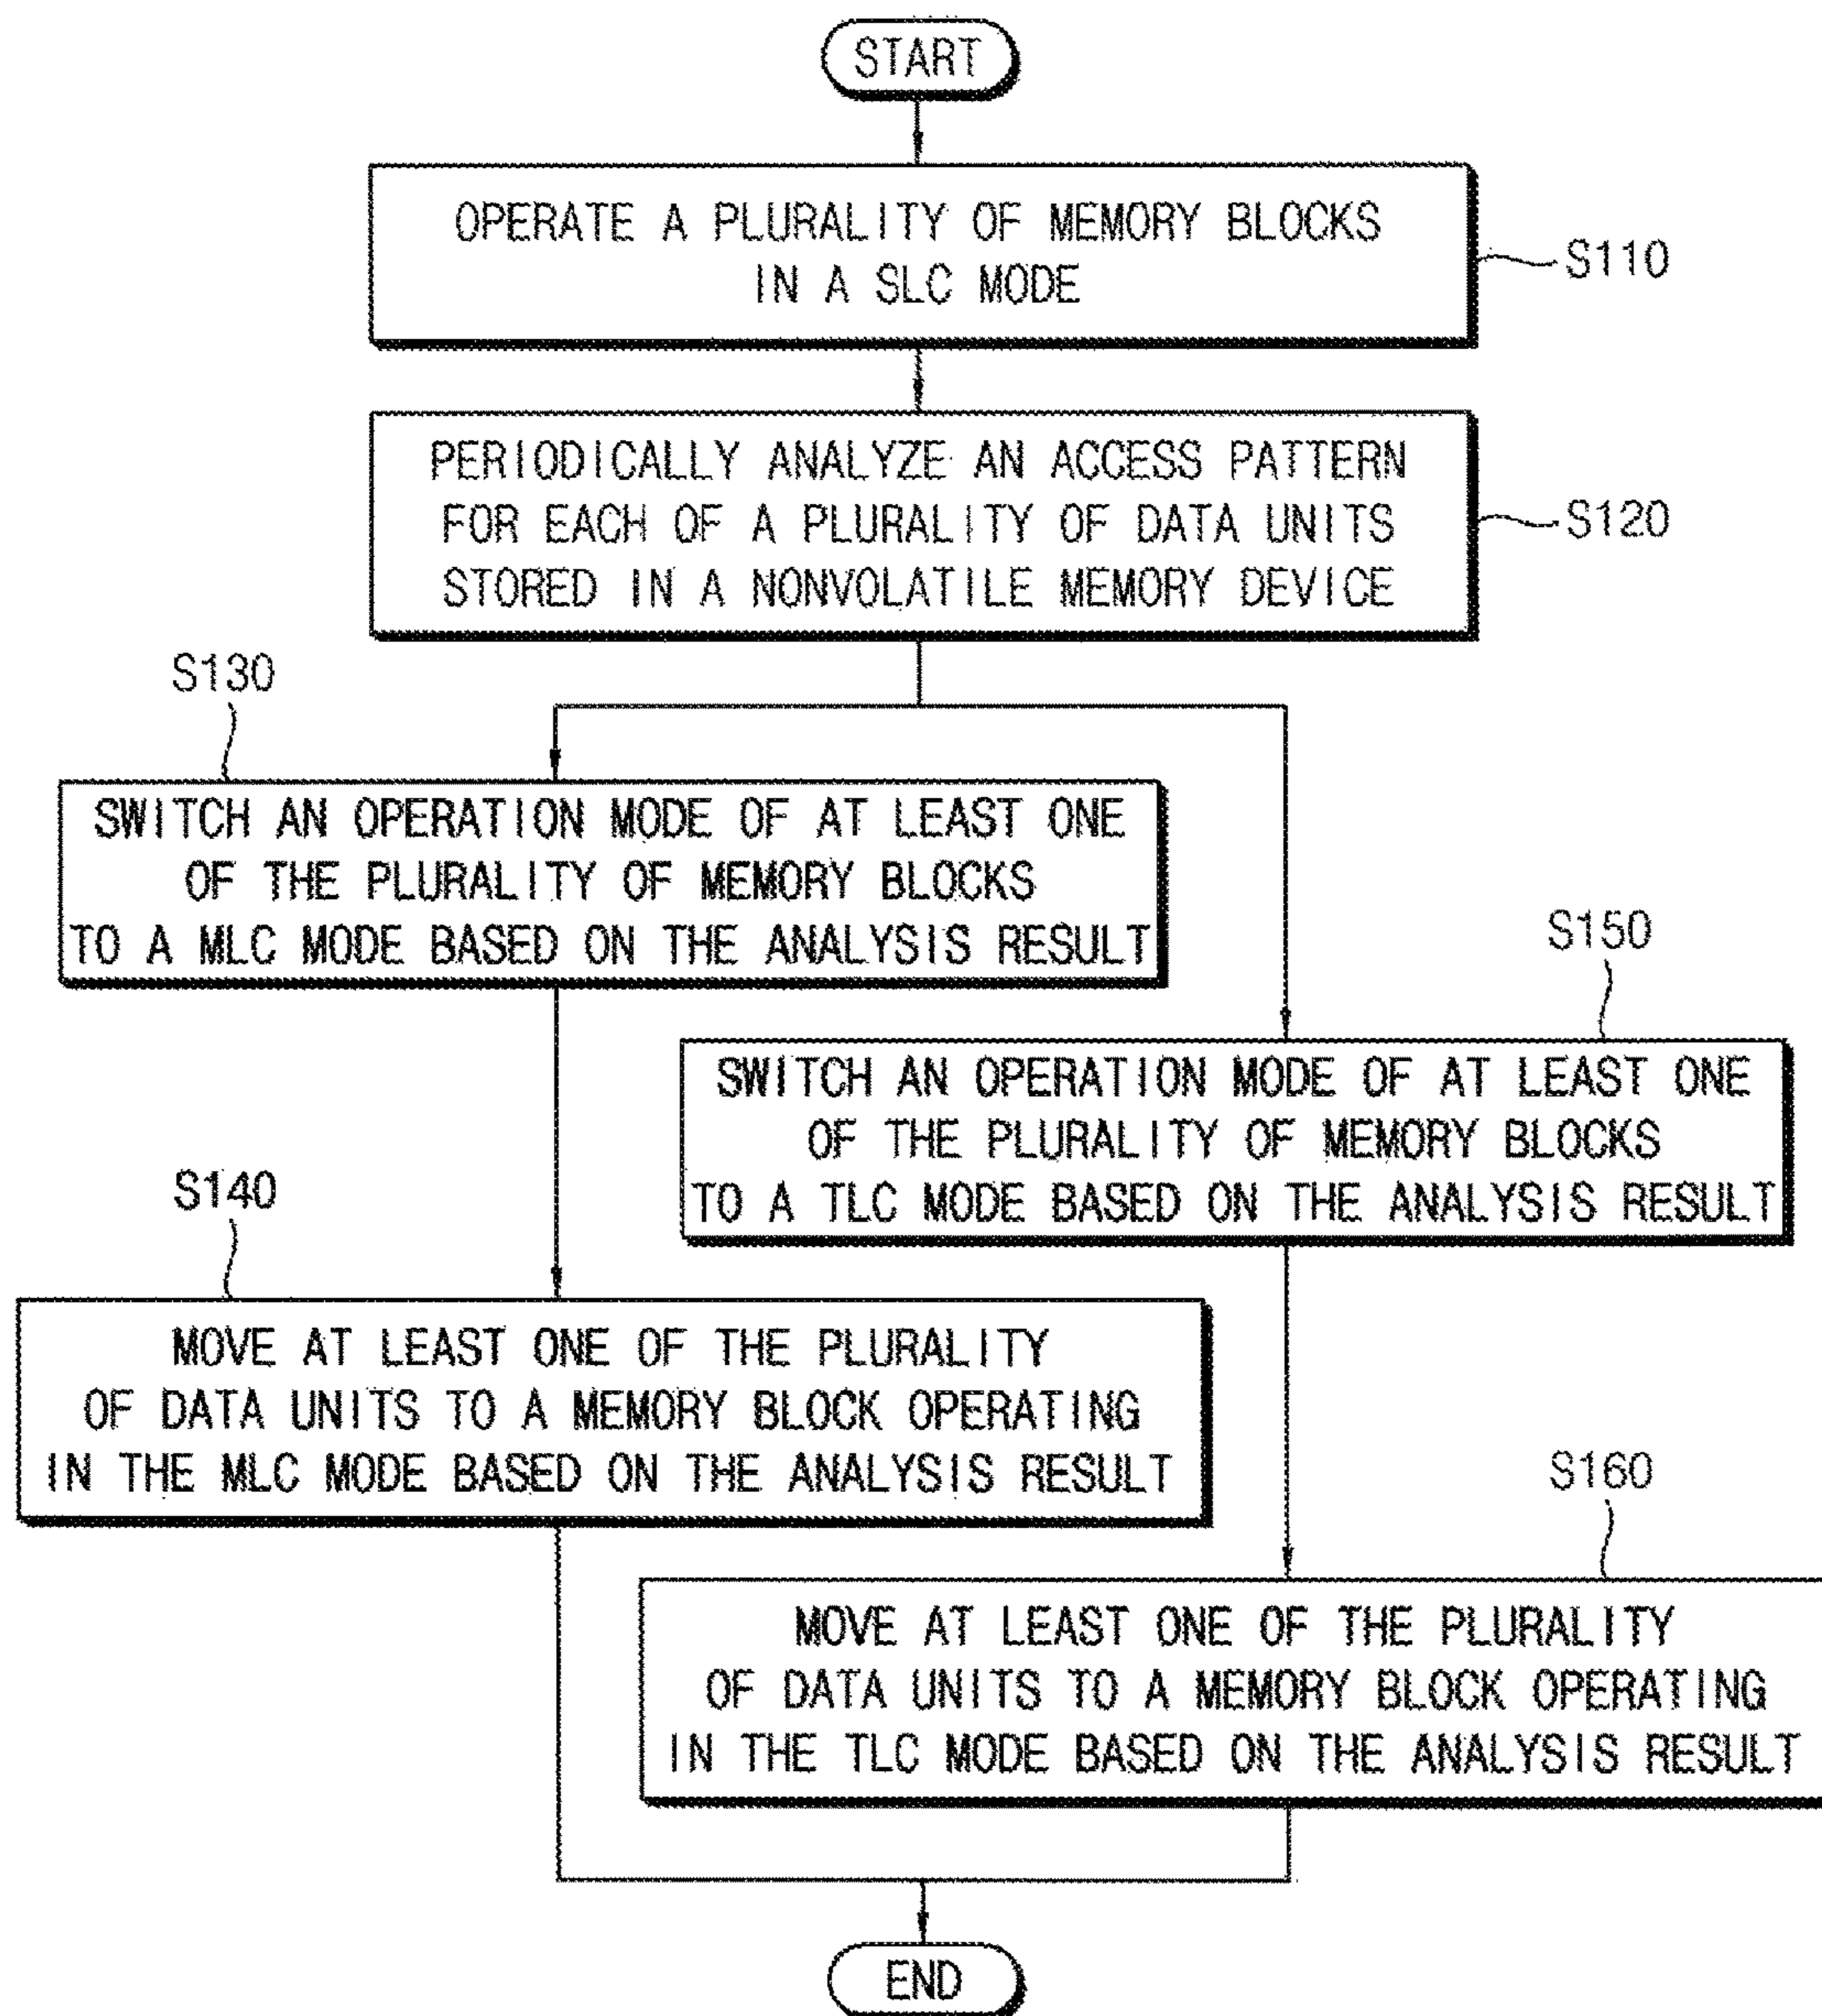 START
OPERATE A PLURALITY OF MEMORY BLOCKS
IN A SLC MODE
S110
PERIODICALLY ANALYZE AN ACCESS PATTERN
FOR EACH OF A PLURALITY OF DATA UNITS
STORED IN A NONVOLATILE MEMORY DEVICE
S120
S130
SWITCH AN OPERATION MODE OF AT LEAST ONE
OF THE PLURALITY OF MEMORY BLOCKS
TO A MLC MODE BASED ON THE ANALYSIS RESULT
S140
MOVE AT LEAST ONE OF THE PLURALITY
OF DATA UNITS TO A MEMORY BLOCK OPERATING
IN THE MLC MODE BASED ON THE ANALYSIS RESULT
S150
SWITCH AN OPERATION MODE OF AT LEAST ONE
OF THE PLURALITY OF MEMORY BLOCKS
TO A TLC MODE BASED ON THE ANALYSIS RESULT
S160
MOVE AT LEAST ONE OF THE PLURALITY
OF DATA UNITS TO A MEMORY BLOCK OPERATING
IN THE TLC MODE BASED ON THE ANALYSIS RESULT
END